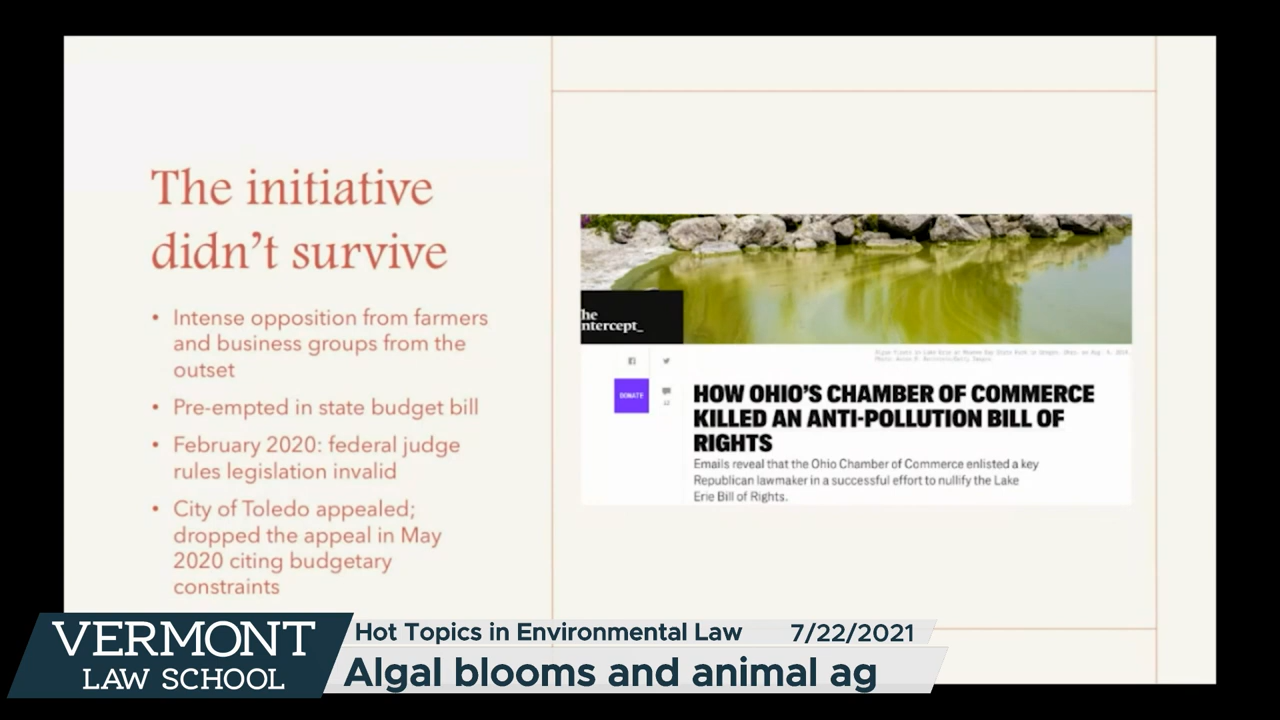 The initiative
didn't survive
• Intense opposition from farmers
and business groups from the
outset
• Pre-empted in state budget bill
• February 2020: federal judge
rules legislation invalid
• City of Toledo appealed;
dropped the appeal in May
2020 citing budgetary
constraints
he
ntercept_
DONATE
HOW OHIO'S CHAMBER OF COMMERCE
KILLED AN ANTI-POLLUTION BILL OF
RIGHTS
Emails reveal that the Ohio Chamber of Commerce enlisted a key
Republican lawmaker in a successful effort to nullify the Lake
Erie Bill of Rights.
VERMONT
LAW SCHOOL
Hot Topics in Environmental Law 7/22/2021
Algal blooms and animal ag